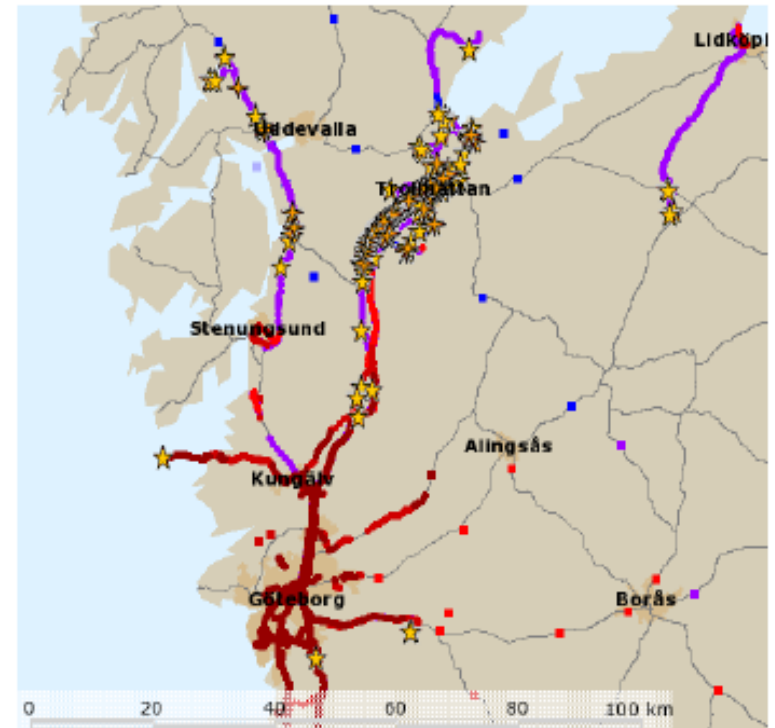 Lidköpi
Uddevalla
Trollhättan
Stenungsund
Alingsås
Kungälv
Göteborg
Borås
0 20 40 60 80 100 km